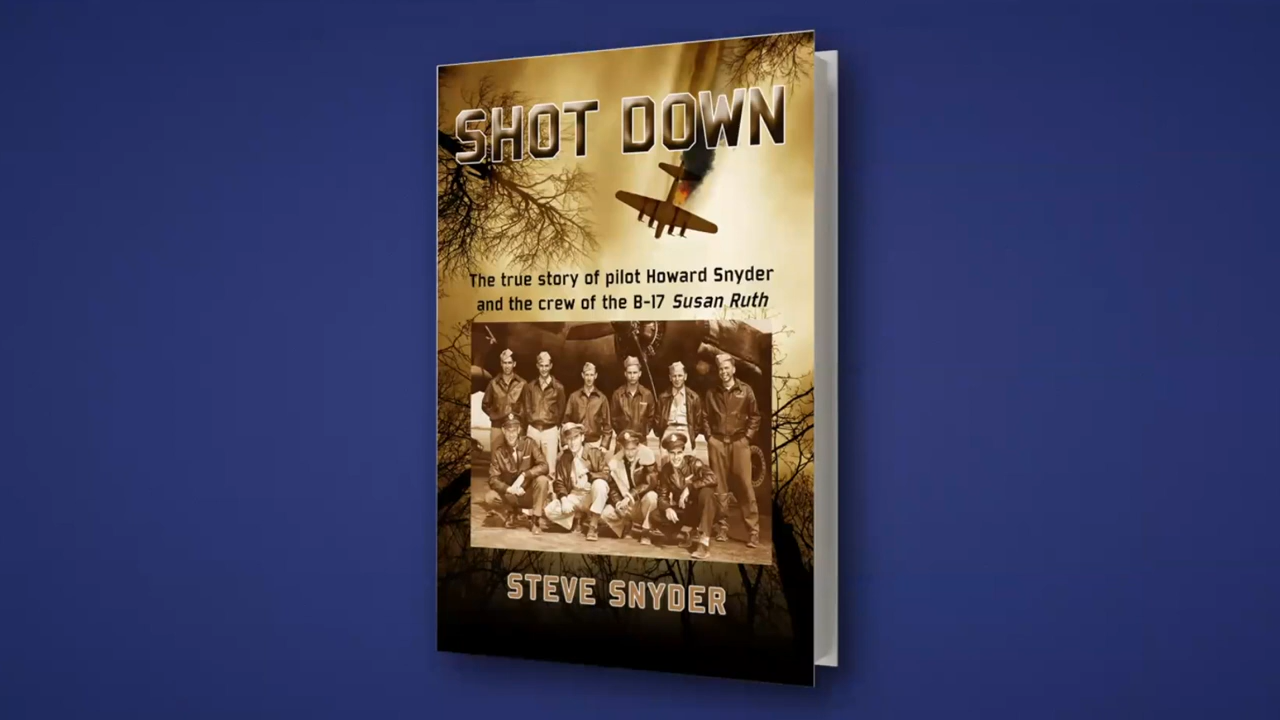 SHOT DOWN
The true story of pilot Howard Snyder
and the crew of the B-17 Susan Ruth
STEVE SNYDER